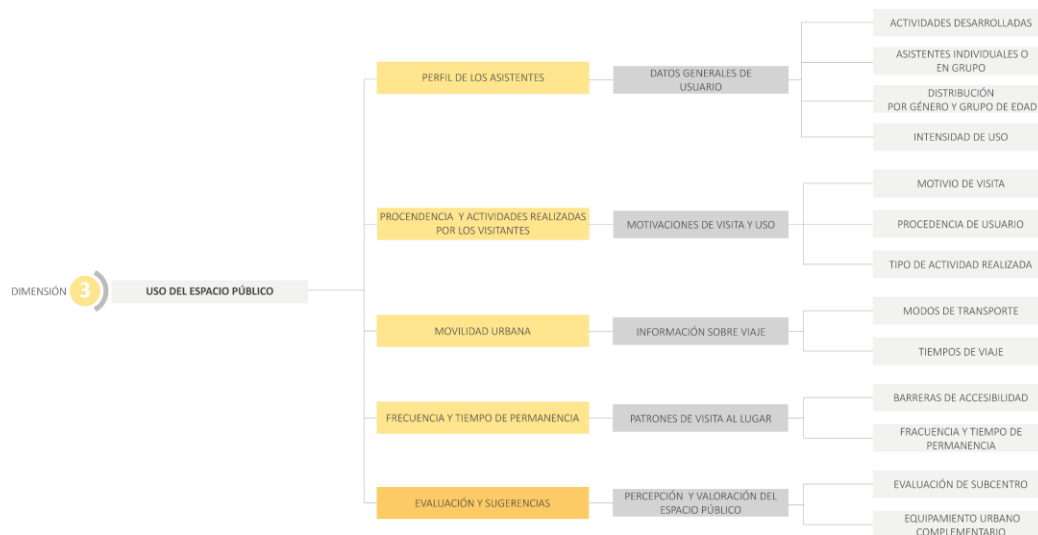 DIMENSIÓN 3
USO DEL ESPACIO PÚBLICO
PERFIL DE LOS ASISTENTES
DATOS GENERALES DE
USUARIO
ACTIVIDADES DESARROLLADAS
ASISTENTES INDIVIDUALES O
EN GRUPO
DISTRIBUCIÓN
POR GÉNERO Y GRUPO DE EDAD
INTENSIDAD DE USO
PROCENDENCIA Y ACTIVIDADES REALIZADAS
POR LOS VISITANTES
MOTIVACIONES DE VISITA Y USO
MOTIVIO DE VISITA
PROCEDENCIA DE USUARIO
TIPO DE ACTIVIDAD REALIZADA
MOVILIDAD URBANA
INFORMACIÓN SOBRE VIAJE
MODOS DE TRANSPORTE
TIEMPOS DE VIAJE
FRECUENCIA Y TIEMPO DE PERMANENCIA
PATRONES DE VISITA AL LUGAR
BARRERAS DE ACCESIBILIDAD
FRACUENCIA Y TIEMPO DE
PERMANENCIA
EVALUACIÓN Y SUGERENCIAS
PERCEPCIÓN Y VALORACIÓN DEL
ESPACIO PÚBLICO
EVALUACIÓN DE SUBCENTRO
EQUIPAMIENTO URBANO
COMPLEMENTARIO